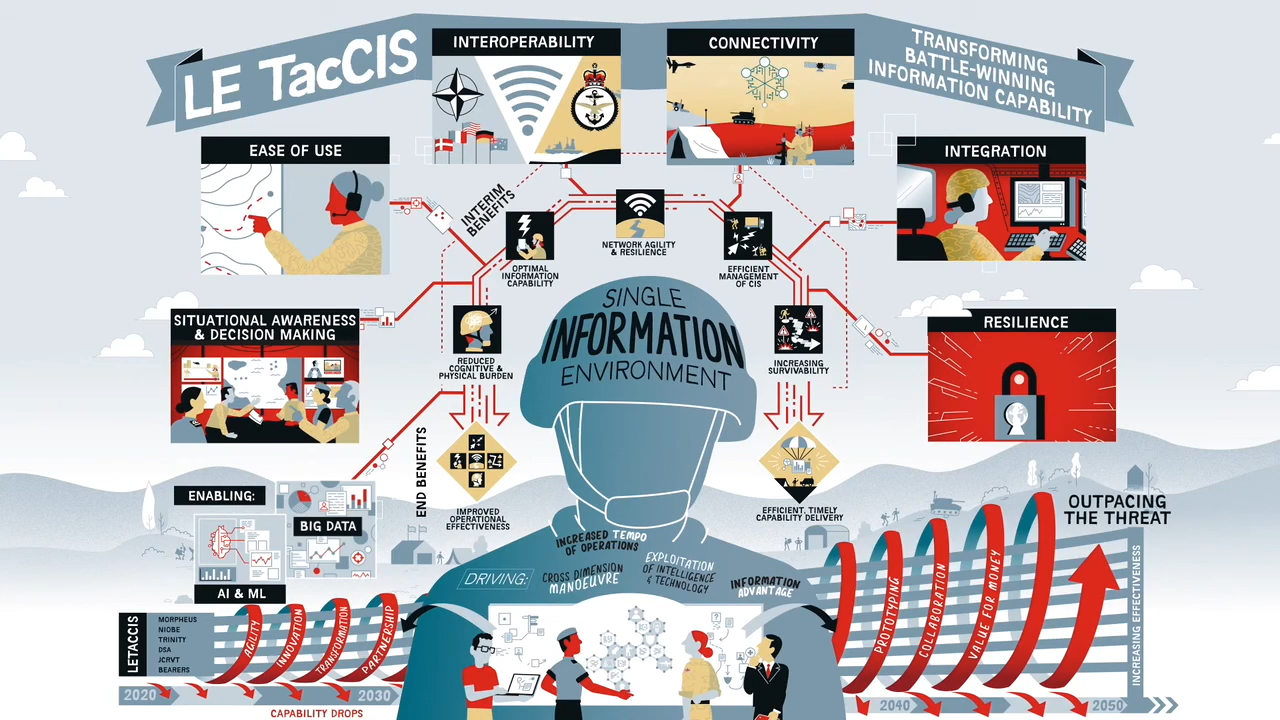 LE TacCIS
INTEROPERABILITY
CONNECTIVITY
TRANSFORMING
BATTLE-WINNING
INFORMATION CAPABILITY
EASE OF USE
INTEGRATION
INTERIM
BENEFITS
OPTIMAL
INFORMATION
CAPABILITY
NETWORK AGILITY
& RESILIENCE
EFFICIENT
MANAGEMENT
OF CIS
SITUATIONAL AWARENESS
& DECISION MAKING
RESILIENCE
REDUCED
COGNITIVE &
PHYSICAL BURDEN
SINGLE
INFORMATION
ENVIRONMENT
INCREASING
SURVIVABILITY
END BENEFITS
IMPROVED
OPERATIONAL
EFFECTIVENESS
EFFICIENT, TIMELY
CAPABILITY DELIVERY
ENABLING:
BIG DATA
AI & ML
OUTPACING
THE THREAT
INCREASED TEMPO
OF OPERATIONS
DRIVING:
CROSS DIMENSION
MANOEUVRE
EXPLOITATION
OF INTELLIGENCE
& TECHNOLOGY
INFORMATION
ADVANTAGE
LETACCIS
MORPHEUS
NIOBE
TRINITY
DSA
JCRVT
BEARERS
AGILITY
INNOVATION
TRANSFORMATION
PARTNERSHIP
PROTOTYPING
COLLABORATION
VALUE FOR MONEY
INCREASING EFFECTIVENESS
2020
2030
2040
2050
CAPABILITY DROPS